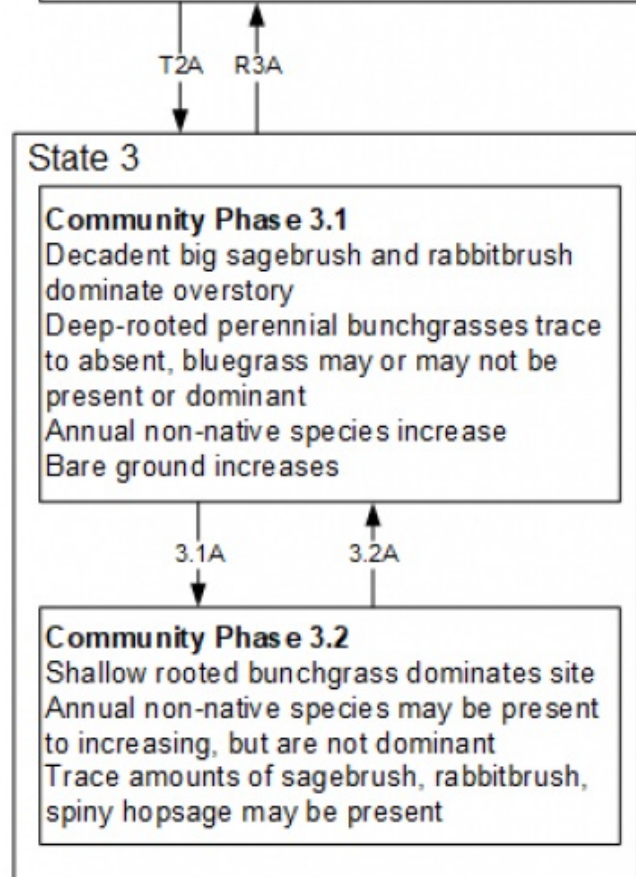 T2A R3A
State 3
Community Phase 3.1
Decadent big sagebrush and rabbitbrush
dominate overstory
Deep-rooted perennial bunchgrasses trace
to absent, bluegrass may or may not be
present or dominant
Annual non-native species increase
Bare ground increases
3.1A 3.2A
Community Phase 3.2
Shallow rooted bunchgrass dominates site
Annual non-native species may be present
to increasing, but are not dominant
Trace amounts of sagebrush, rabbitbrush,
spiny hopsage may be present